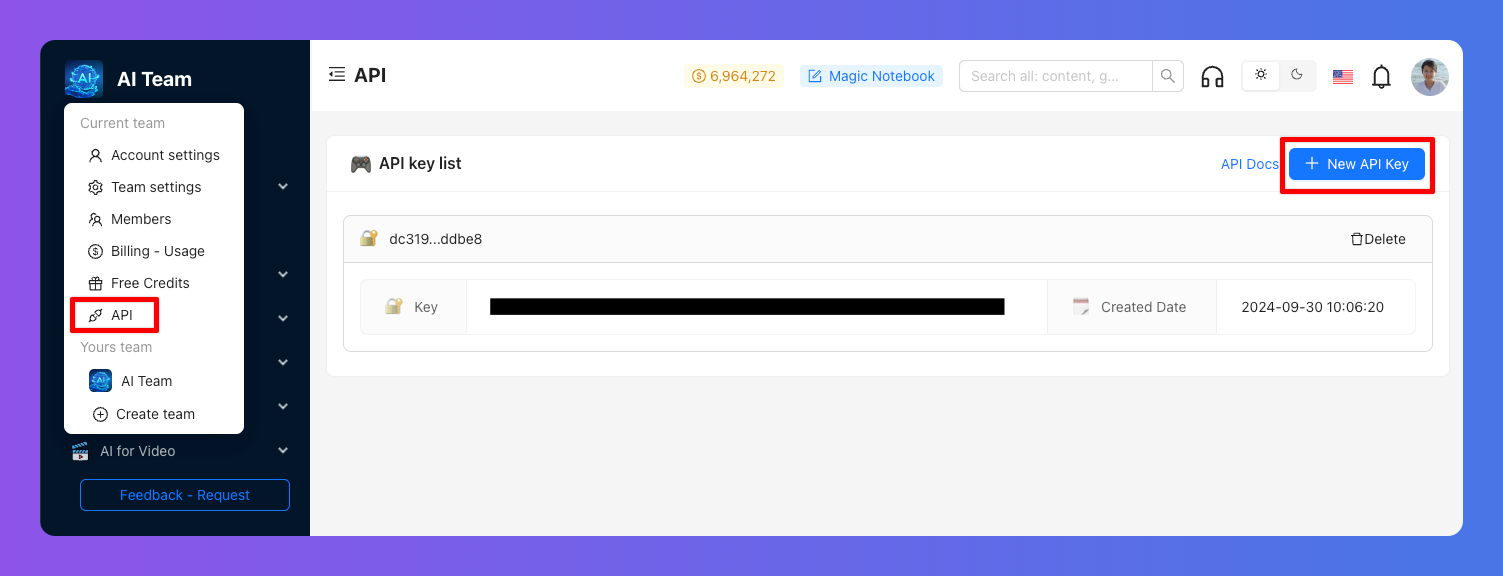 AI Team
Current team
Account settings
Team settings
Members
Billing - Usage
Free Credits
API
Yours team
AI Team
Create team
AI for Video
Feedback - Request
API
6,964,272
Magic Notebook
Search all: content, g...
API key list
API Docs
New API Key
dc319...ddbe8
Delete
Key
Created Date
2024-09-30 10:06:20